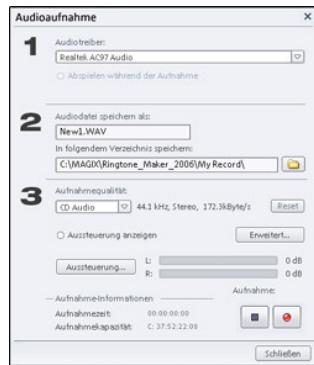 Audioaufnahme
1
Audiotreiber:
Realtek AC97 Audio
Abspielen während der Aufnahme
2
Audiodatei speichern als:
New1.WAV
In folgendem Verzeichnis speichern:
C:\MAGIX\Ringtone_Maker_2006\My Record\
3
Aufnahmequalität:
CD Audio 44.1 kHz, Stereo, 172.3kByte/s Reset
Aussteuerung anzeigen Erweitert...
Aussteuerung... L: 0 dB
R: 0 dB
Aufnahme:
Aufnahme-Informationen
Aufnahmezeit: 00:00:00:00
Aufnahmekapazität: C: 37:52:22:00
Schließen